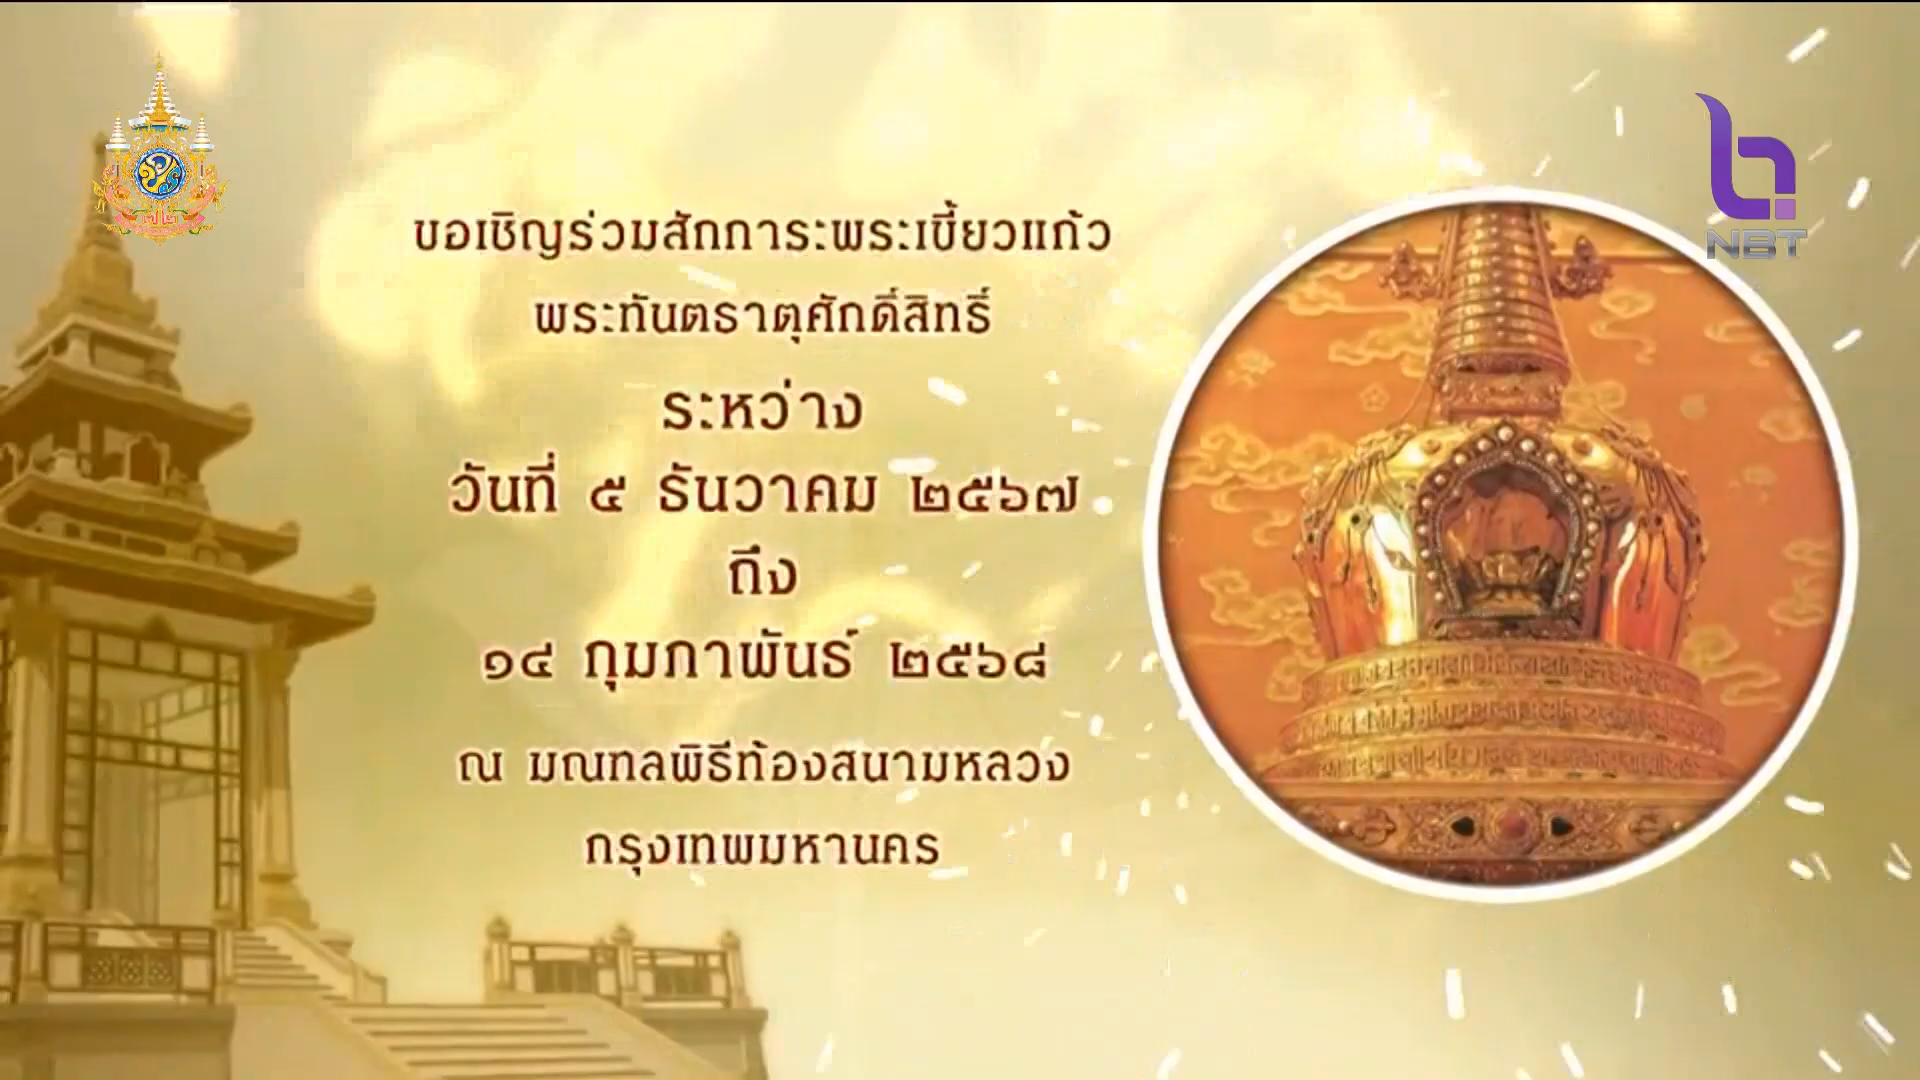 ขอเชิญร่วมสักการะพระเขี้ยวแก้ว
พระทันตธาตุศักดิ์สิทธิ์
ระหว่าง
วันที่ ๕ ธันวาคม ๒๕๖๗
ถึง
๑๔ กุมภาพันธ์ ๒๕๖๘
ณ มณฑลพิธีท้องสนามหลวง
กรุงเทพมหานคร
NBT